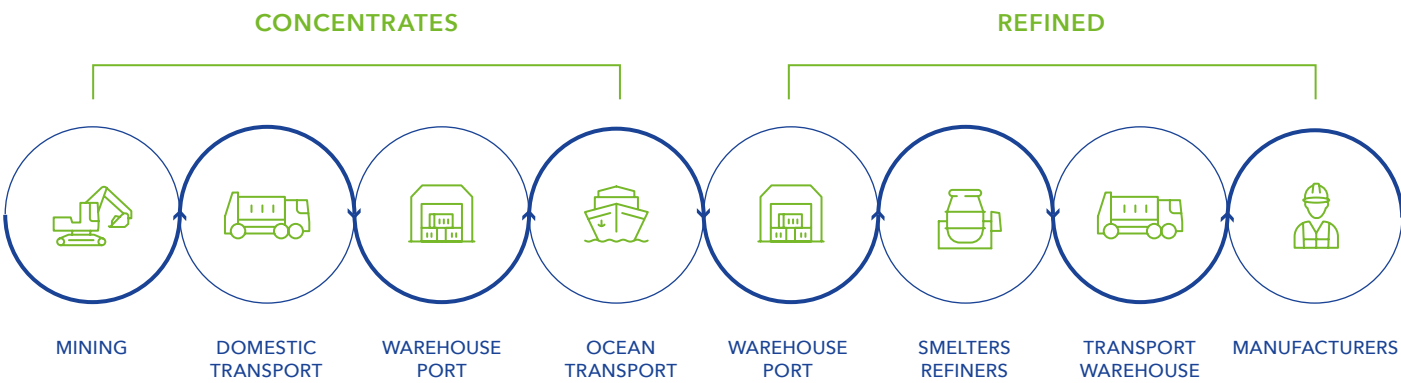 CONCENTRATES
REFINED
MINING
DOMESTIC
TRANSPORT
WAREHOUSE
PORT
OCEAN
TRANSPORT
WAREHOUSE
PORT
SMELTERS
REFINERS
TRANSPORT
WAREHOUSE
MANUFACTURERS